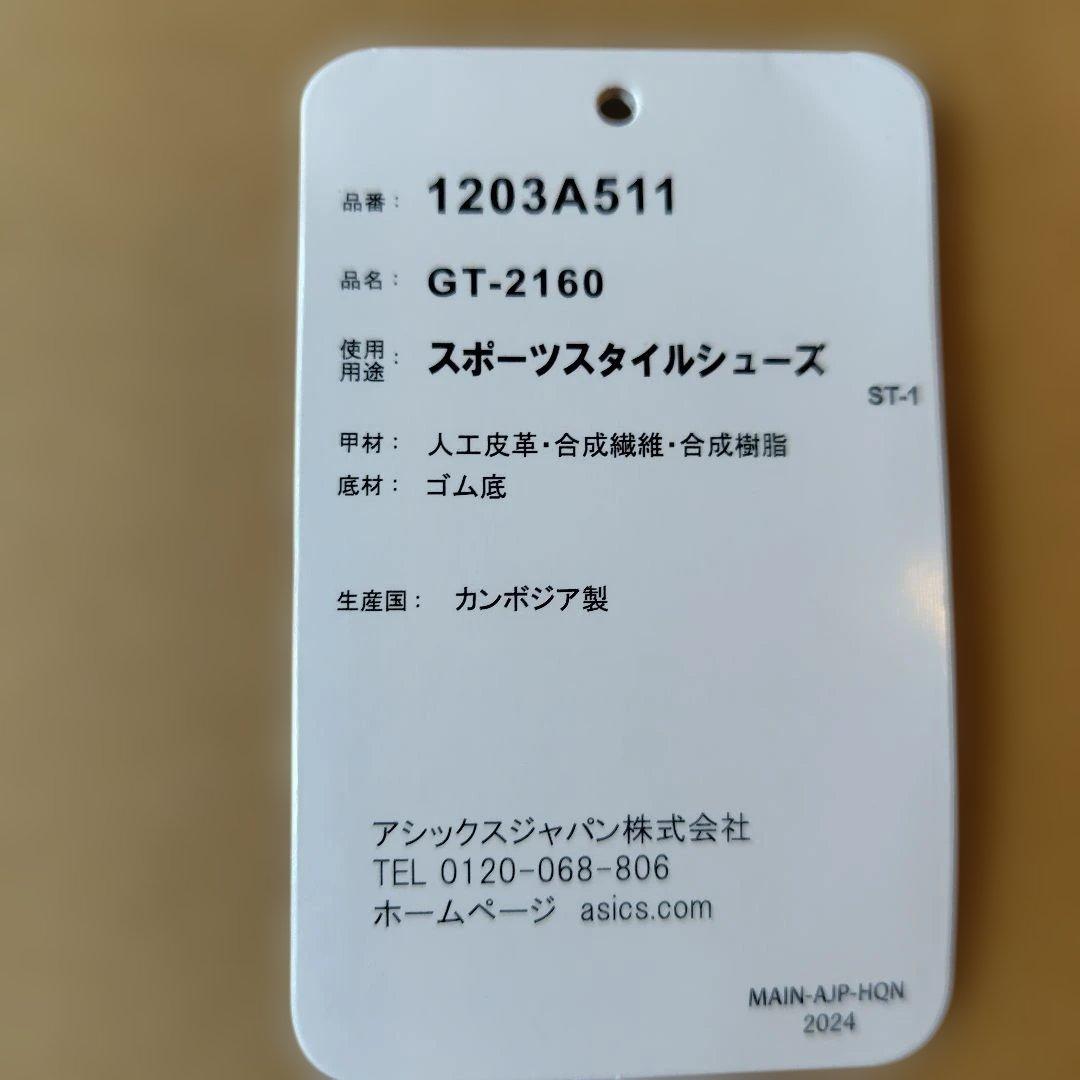 品番： 1203A511
品名： GT-2160
使用用途： スポーツスタイルシューズ
ST-1
甲材： 人工皮革・合成繊維・合成樹脂
底材： ゴム底
生産国： カンボジア製
アシックスジャパン株式会社
TEL 0120-068-806
ホームページ asics.com
MAIN-AJP-HQN
2024